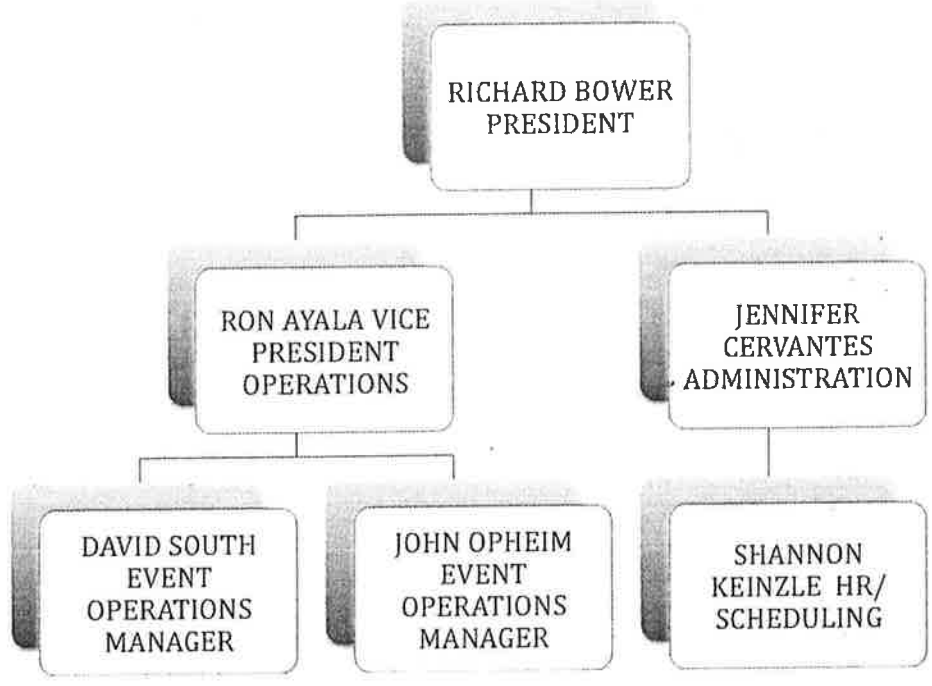 RICHARD BOWER
PRESIDENT
RON AYALA VICE
PRESIDENT
OPERATIONS
JENNIFER
CERVANTES
ADMINISTRATION
DAVID SOUTH
EVENT
OPERATIONS
MANAGER
JOHN OPHEIM
EVENT
OPERATIONS
MANAGER
SHANNON
KEINZLE HR/
SCHEDULING